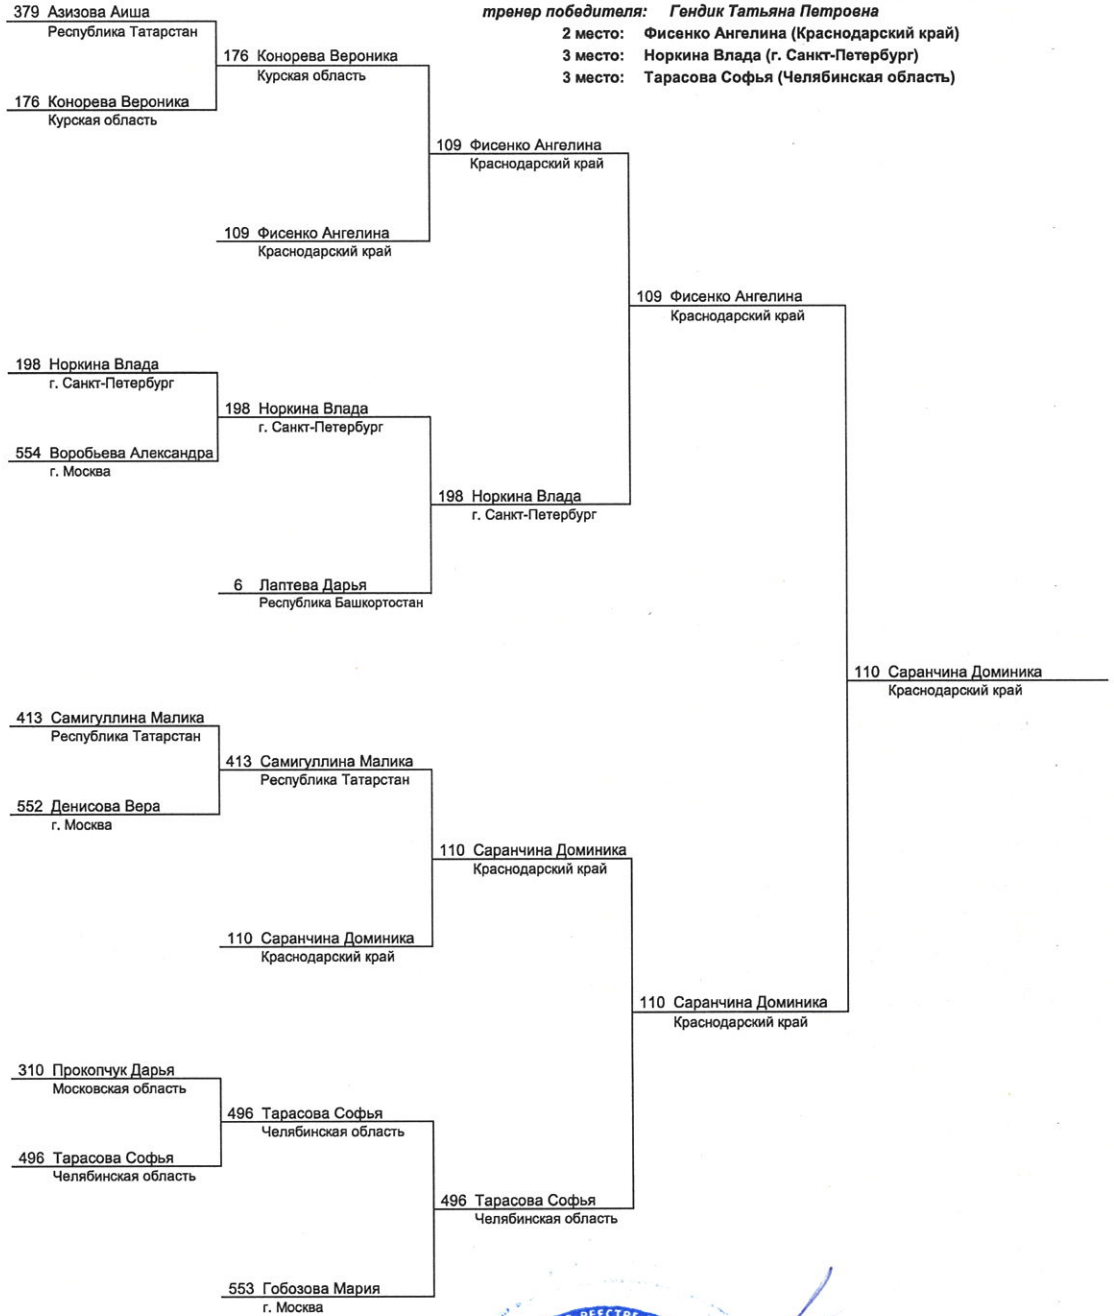 379 Азизова Аиша
Республика Татарстан
тренер победителя: Гендик Татьяна Петровна
2 место: Фисенко Ангелина (Краснодарский край)
3 место: Норкина Влада (г. Санкт-Петербург)
3 место: Тарасова Софья (Челябинская область)
176 Конорева Вероника
Курская область
176 Конорева Вероника
Курская область
109 Фисенко Ангелина
Краснодарский край
109 Фисенко Ангелина
Краснодарский край
109 Фисенко Ангелина
Краснодарский край
198 Норкина Влада
г. Санкт-Петербург
198 Норкина Влада
г. Санкт-Петербург
554 Воробьева Александра
г. Москва
198 Норкина Влада
г. Санкт-Петербург
6 Лаптева Дарья
Республика Башкортостан
110 Саранчина Доминика
Краснодарский край
413 Самигуллина Малика
Республика Татарстан
413 Самигуллина Малика
Республика Татарстан
552 Денисова Вера
г. Москва
110 Саранчина Доминика
Краснодарский край
110 Саранчина Доминика
Краснодарский край
110 Саранчина Доминика
Краснодарский край
310 Прокопчук Дарья
Московская область
496 Тарасова Софья
Челябинская область
496 Тарасова Софья
Челябинская область
496 Тарасова Софья
Челябинская область
553 Гобозова Мария
г. Москва
РЕЕСТРЕ